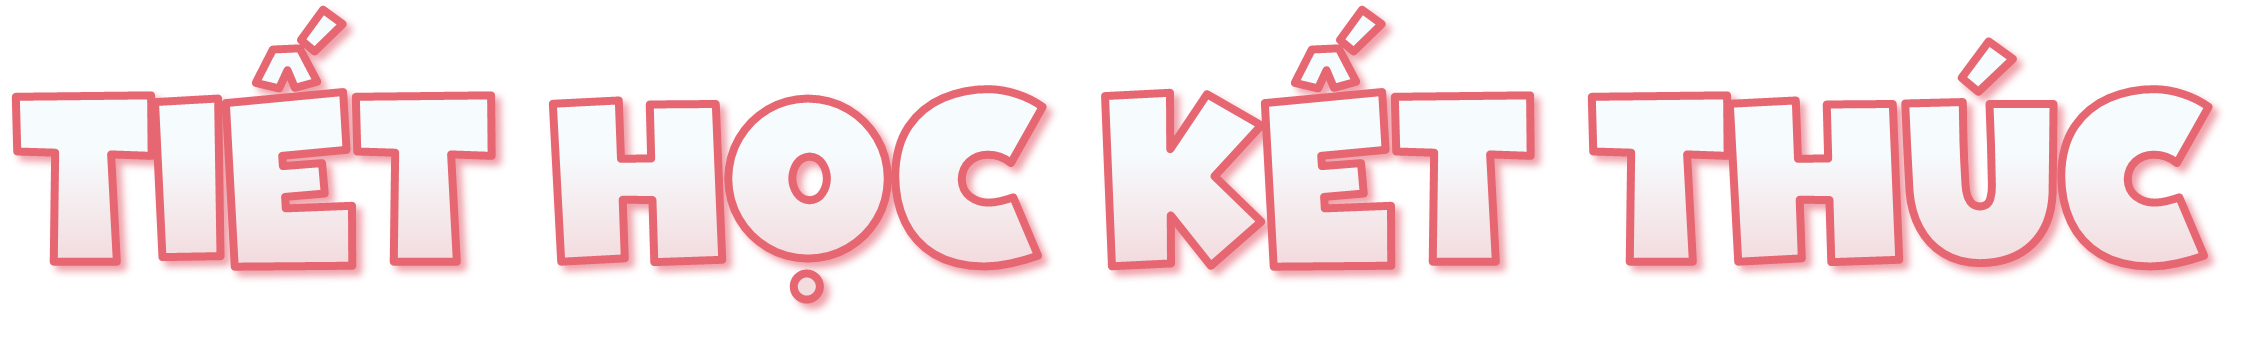 TIẾT HỌC KẾT THÚC